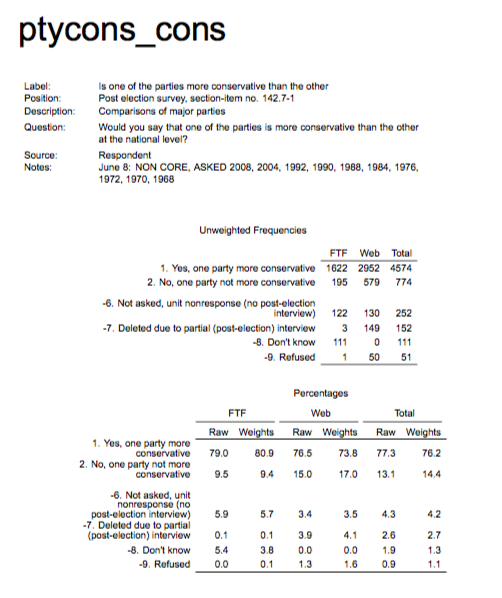 ptycons_cons
Label: Is one of the parties more conservative than the other
Position: Post election survey, section-item no. 142.7-1
Description: Comparisons of major parties
Question: Would you say that one of the parties is more conservative than the other
at the national level?
Source: Respondent
Notes: June 8: NON CORE, ASKED 2008, 2004, 1992, 1990, 1988, 1984, 1976,
1972, 1970, 1968
Unweighted Frequencies
FTF Web Total
1. Yes, one party more conservative 1622 2952 4574
2. No, one party not more conservative 195 579 774
-6. Not asked, unit nonresponse (no post-election
interview) 122 130 252
-7. Deleted due to partial (post-election) interview 3 149 152
-8. Don't know 111 0 111
-9. Refused 1 50 51
Percentages
FTF Web Total
Raw Weights Raw Weights Raw Weights
1. Yes, one party more
conservative 79.0 80.9 76.5 73.8 77.3 76.2
2. No, one party not more
conservative 9.5 9.4 15.0 17.0 13.1 14.4
-6. Not asked, unit
nonresponse (no
post-election interview) 5.9 5.7 3.4 3.5 4.3 4.2
-7. Deleted due to partial
(post-election) interview 0.1 0.1 3.9 4.1 2.6 2.7
-8. Don't know 5.4 3.8 0.0 0.0 1.9 1.3
-9. Refused 0.0 0.1 1.3 1.6 0.9 1.1